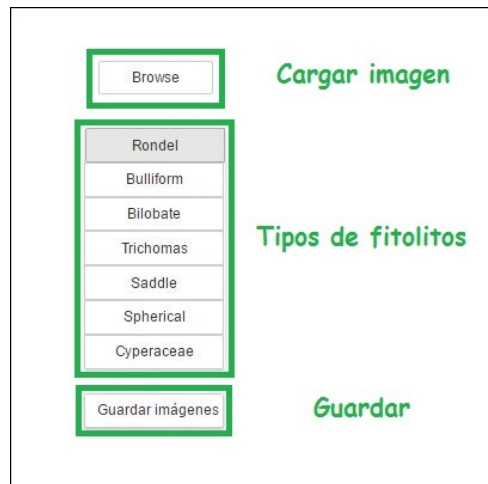 Browse
Cargar imagen
Rondel
Bulliform
Bilobate
Trichomas
Saddle
Spherical
Cyperaceae
Tipos de fitolitos
Guardar imágenes
Guardar